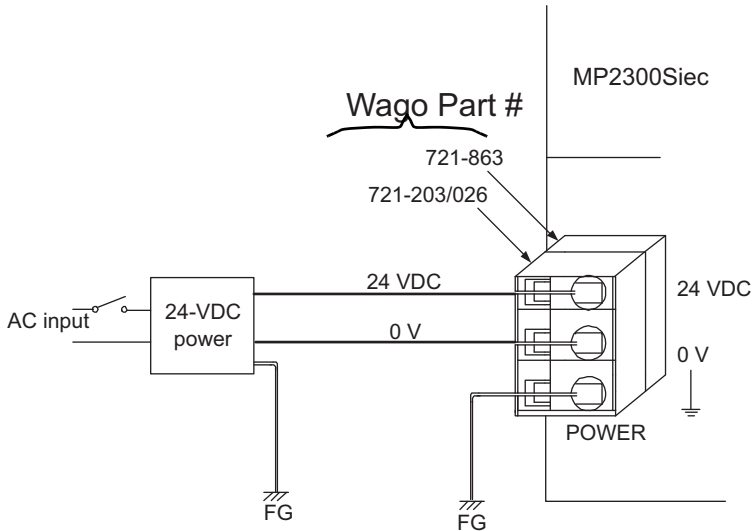 MP2300Siec
Wago Part #
721-863
721-203/026
24 VDC
24 VDC
AC input
24-VDC
power
0 V
0 V
POWER
FG
FG